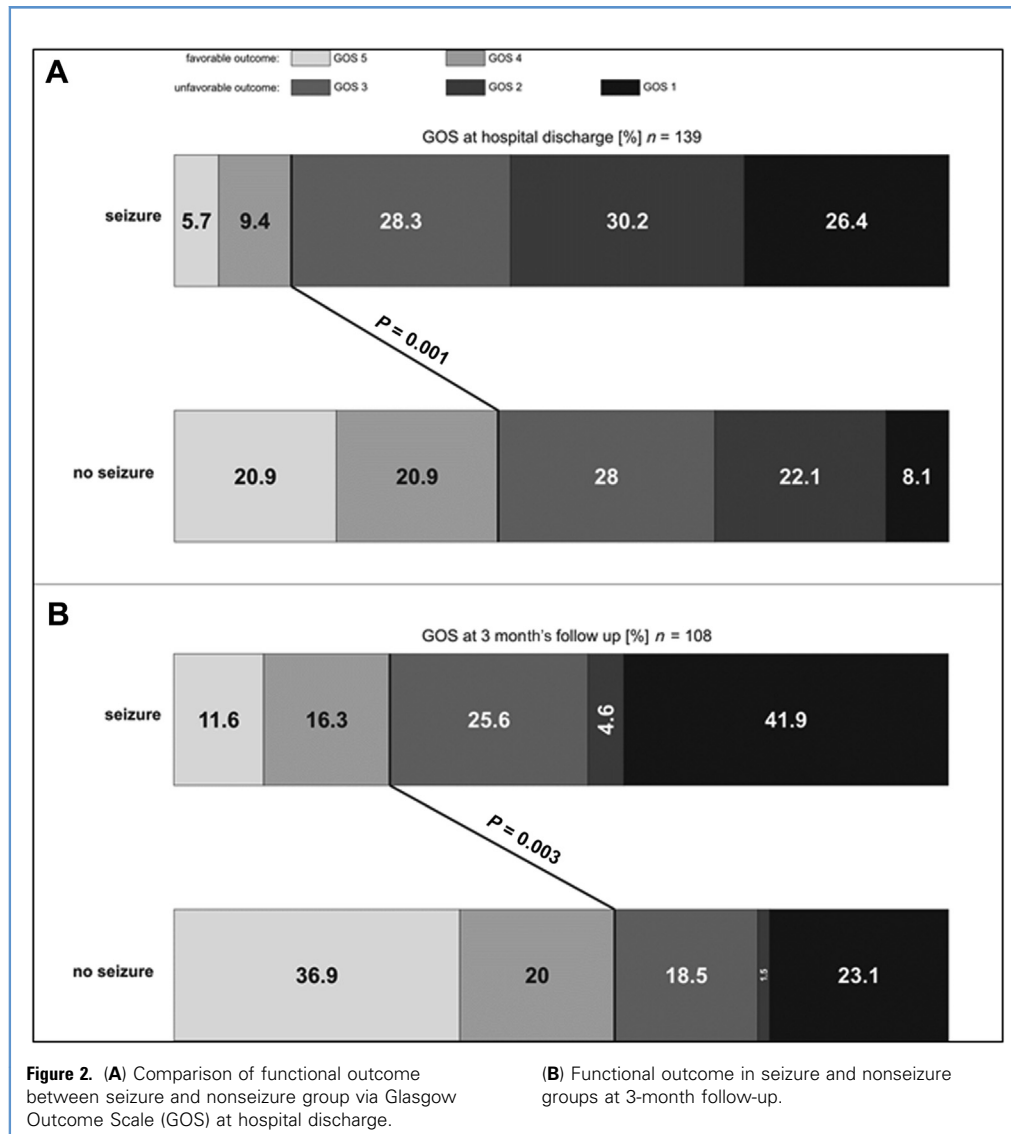 A
favorable outcome: GOS 5 GOS 4
unfavorable outcome: GOS 3 GOS 2 GOS 1
GOS at hospital discharge [%] n = 139
seizure 5.7 9.4 28.3 30.2 26.4
P = 0.001
no seizure 20.9 20.9 28 22.1 8.1
B
GOS at 3 month's follow up [%] n = 108
seizure 11.6 16.3 25.6 4.6 41.9
P = 0.003
no seizure 36.9 20 18.5 1.5 23.1
Figure 2. (A) Comparison of functional outcome
between seizure and nonseizure group via Glasgow
Outcome Scale (GOS) at hospital discharge.
(B) Functional outcome in seizure and nonseizure
groups at 3-month follow-up.